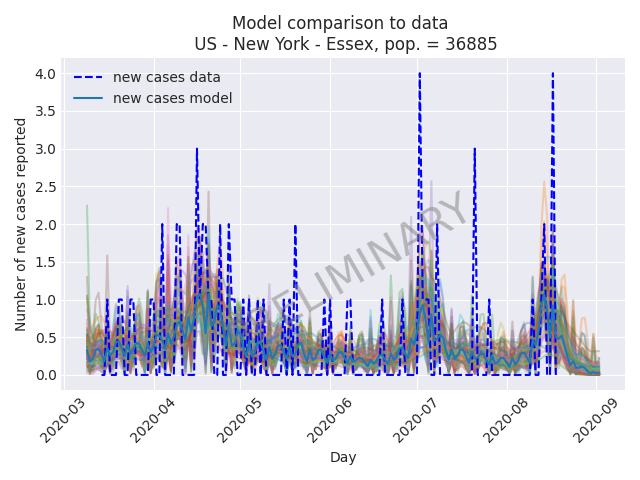 Model comparison to data
US - New York - Essex, pop. = 36885
new cases data
new cases model
4.0
3.5
3.0
2.5
2.0
1.5
1.0
0.5
0.0
Number of new cases reported
PRELIMINARY
2020-03
2020-04
2020-05
2020-06
2020-07
2020-08
2020-09
Day